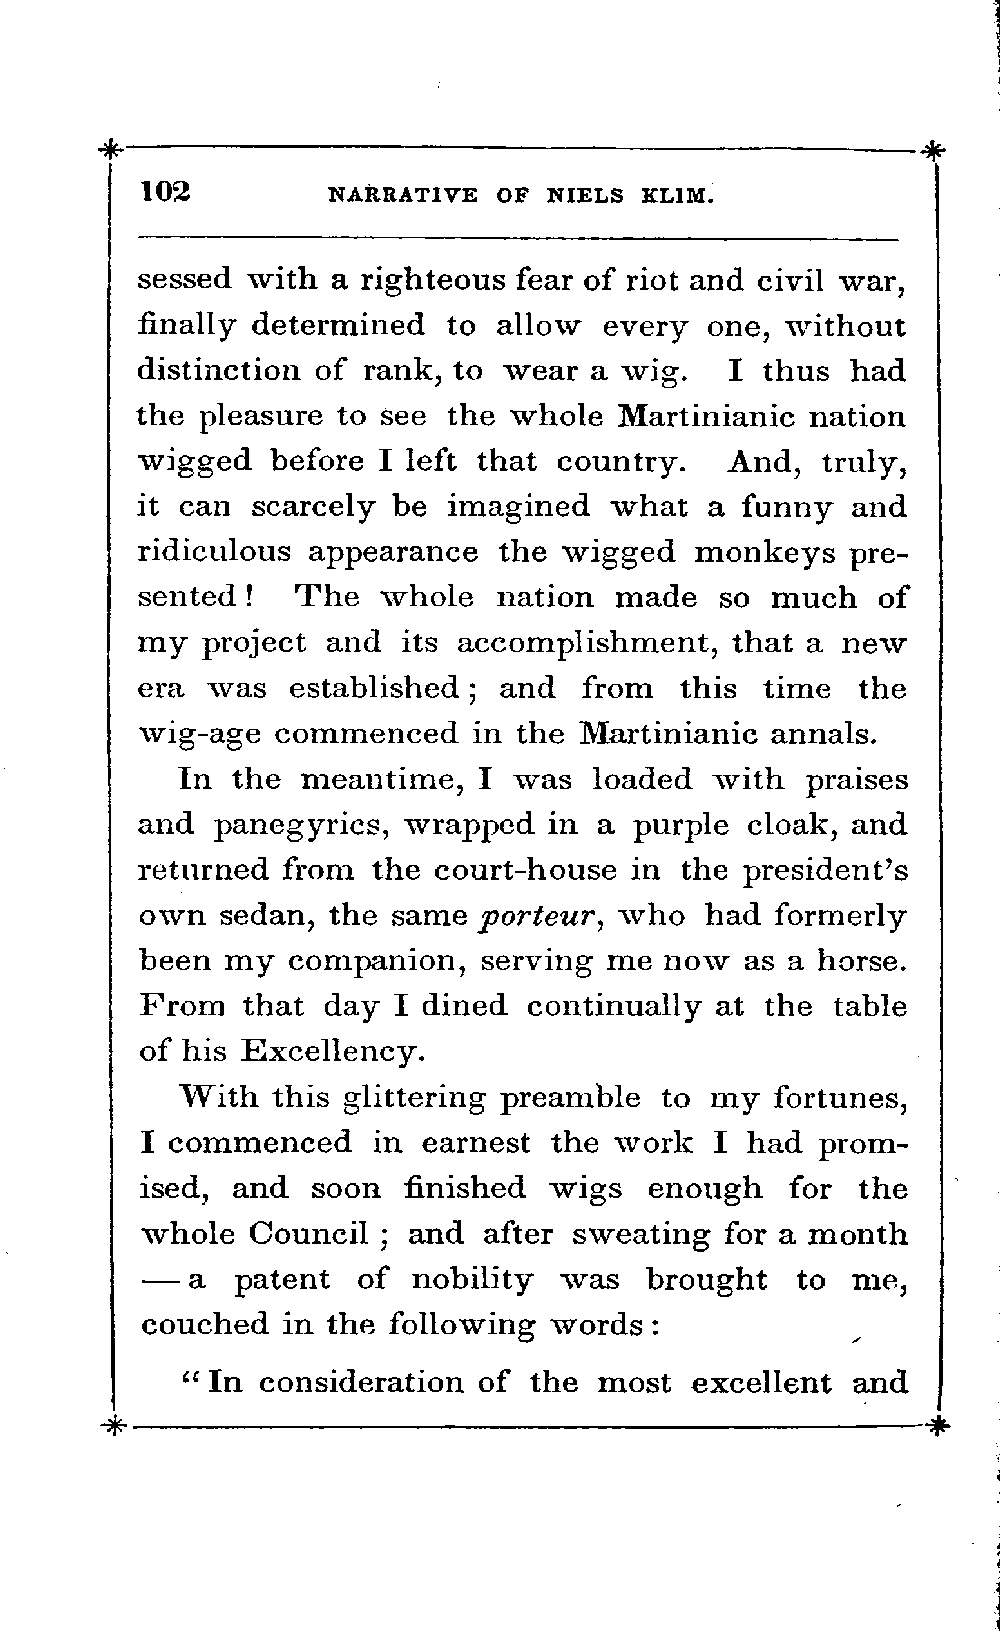 102 NARRATIVE OF NIELS KLIM.
sessed with a righteous fear of riot and civil war,
finally determined to allow every one, without
distinction of rank, to wear a wig. I thus had
the pleasure to see the whole Martinianic nation
wigged before I left that country. And, truly,
it can scarcely be imagined what a funny and
ridiculous appearance the wigged monkeys pre-
sented! The whole nation made so much of
my project and its accomplishment, that a new
era was established; and from this time the
wig-age commenced in the Martinianic annals.
In the meantime, I was loaded with praises
and panegyrics, wrapped in a purple cloak, and
returned from the court-house in the president's
own sedan, the same porteur, who had formerly
been my companion, serving me now as a horse.
From that day I dined continually at the table
of his Excellency.
With this glittering preamble to my fortunes,
I commenced in earnest the work I had prom-
ised, and soon finished wigs enough for the
whole Council; and after sweating for a month
— a patent of nobility was brought to me,
couched in the following words:
"In consideration of the most excellent and